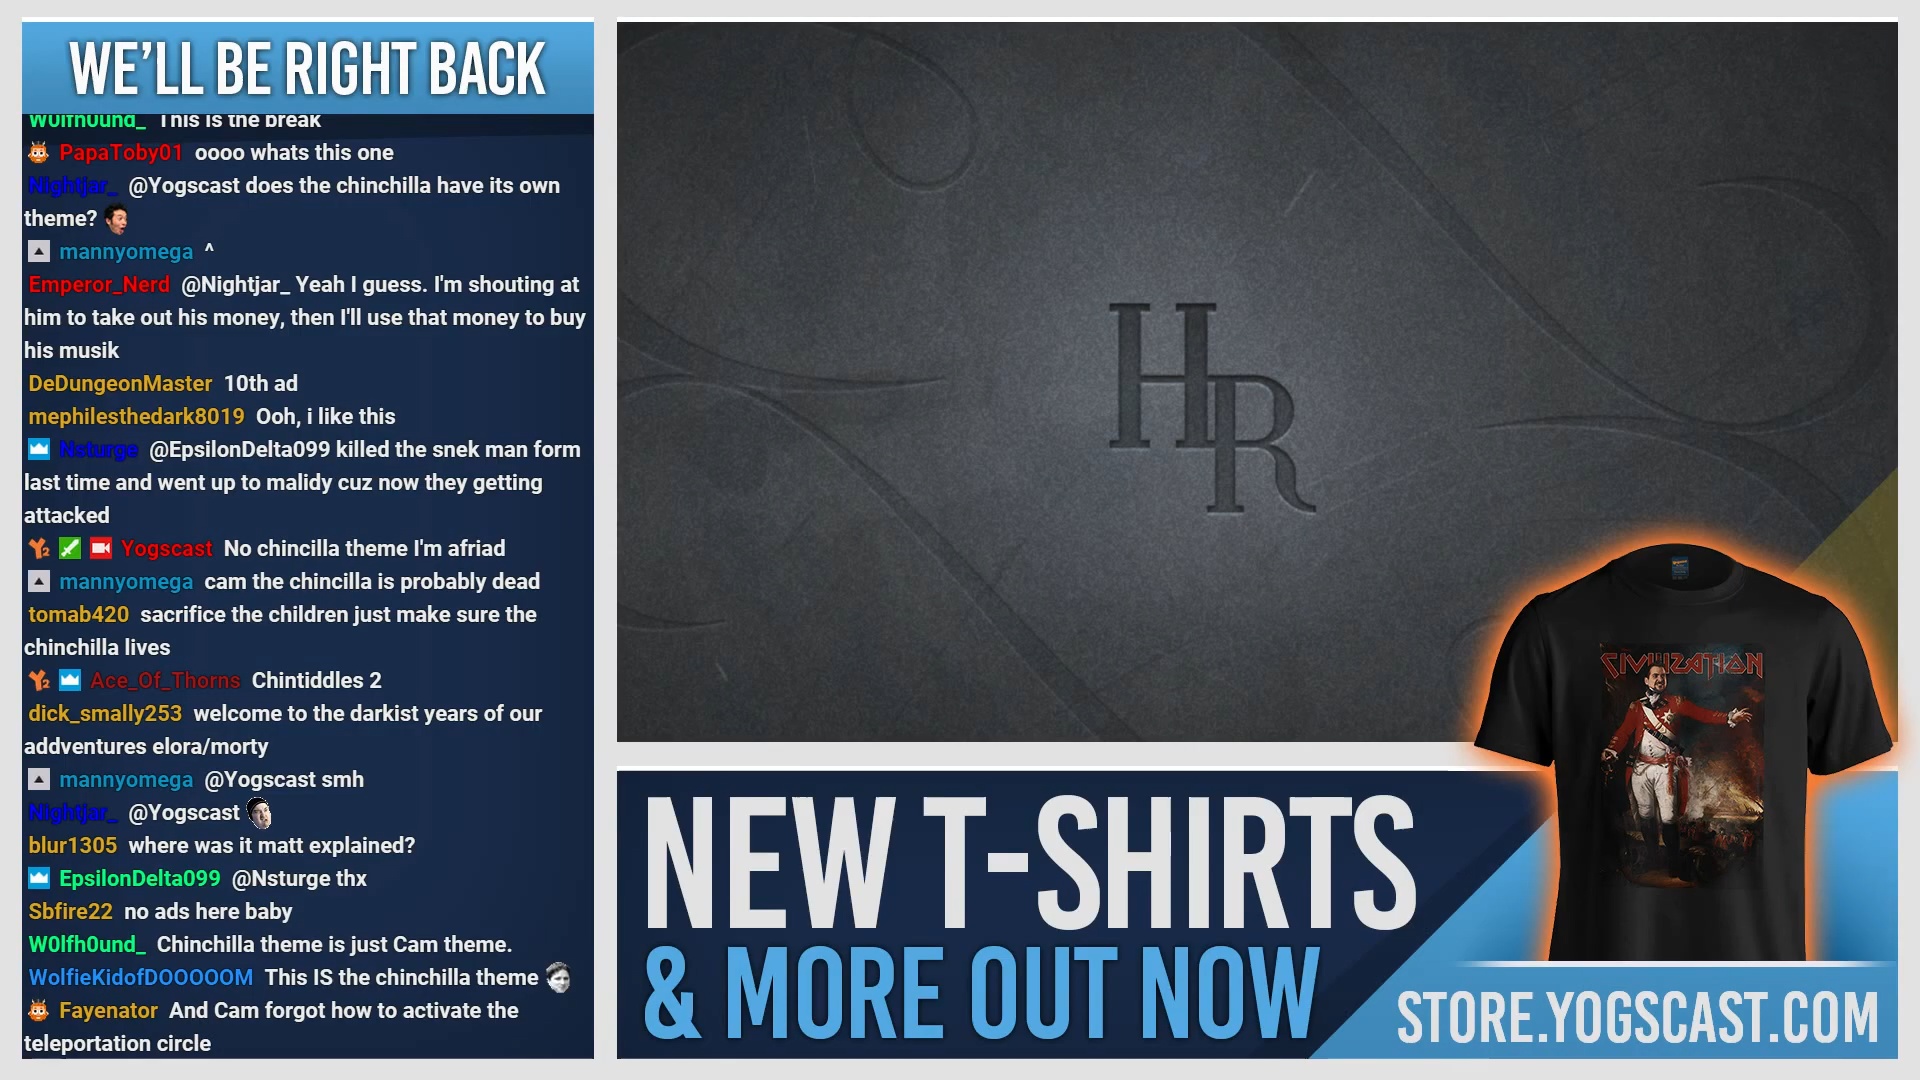 WE'LL BE RIGHT BACK
W0lfh0und_ This is the break
PapaToby01 oooo whats this one
Nightjar_ @Yogscast does the chinchilla have its own
theme?
mannyomega ^
Emperor_Nerd @Nightjar_ Yeah I guess. I'm shouting at
him to take out his money, then I'll use that money to buy
his musik
DeDungeonMaster 10th ad
mephilesthedark8019 Ooh, i like this
Nsturge @EpsilonDelta099 killed the snek man form
last time and went up to malidy cuz now they getting
attacked
Yogscast No chincilla theme I'm afriad
mannyomega cam the chincilla is probably dead
tomab420 sacrifice the children just make sure the
chinchilla lives
Ace_Of_Thorns Chintiddles 2
dick_smally253 welcome to the darkist years of our
addventures elora/morty
mannyomega @Yogscast smh
Nightjar_ @Yogscast
blur1305 where was it matt explained?
EpsilonDelta099 @Nsturge thx
Sbfire22 no ads here baby
W0lfh0und_ Chinchilla theme is just Cam theme.
WolfieKidofDOOOOOM This IS the chinchilla theme
Fayenator And Cam forgot how to activate the
teleportation circle
HR
CIVILIZATION
NEW T-SHIRTS
& MORE OUT NOW
STORE.YOGSCAST.COM